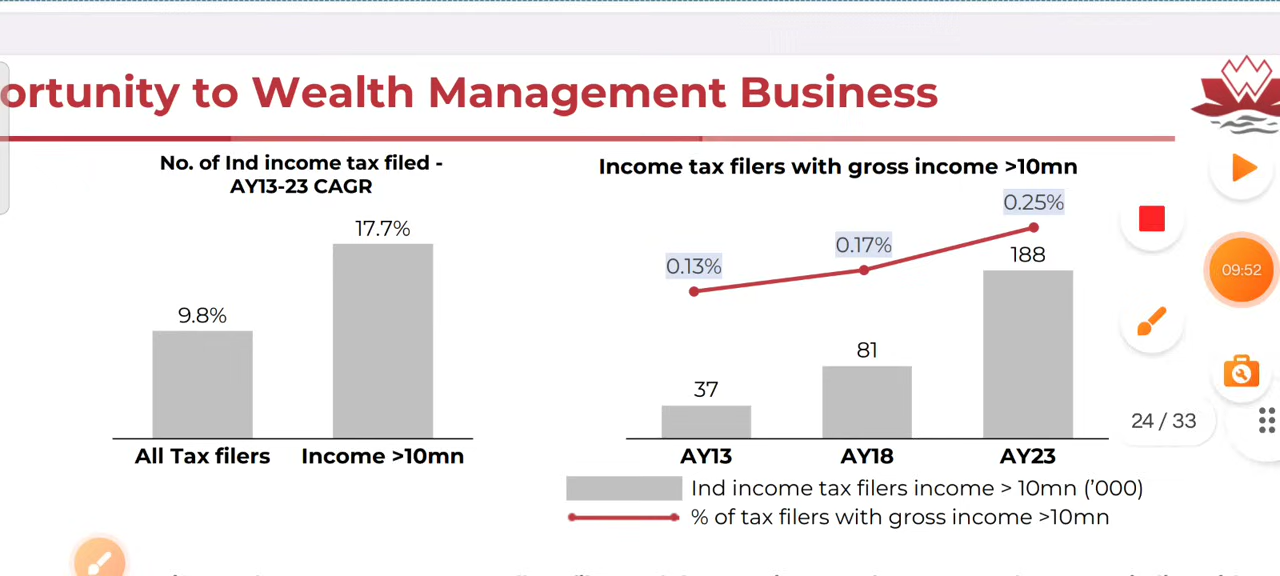 ortunity to Wealth Management Business
No. of Ind income tax filed -
AY13-23 CAGR
17.7%
9.8%
All Tax filers
Income >10mn
Income tax filers with gross income >10mn
0.25%
0.17%
0.13%
188
81
37
AY13
AY18
AY23
Ind income tax filers income > 10mn ('000)
% of tax filers with gross income >10mn
09:52
24 / 33